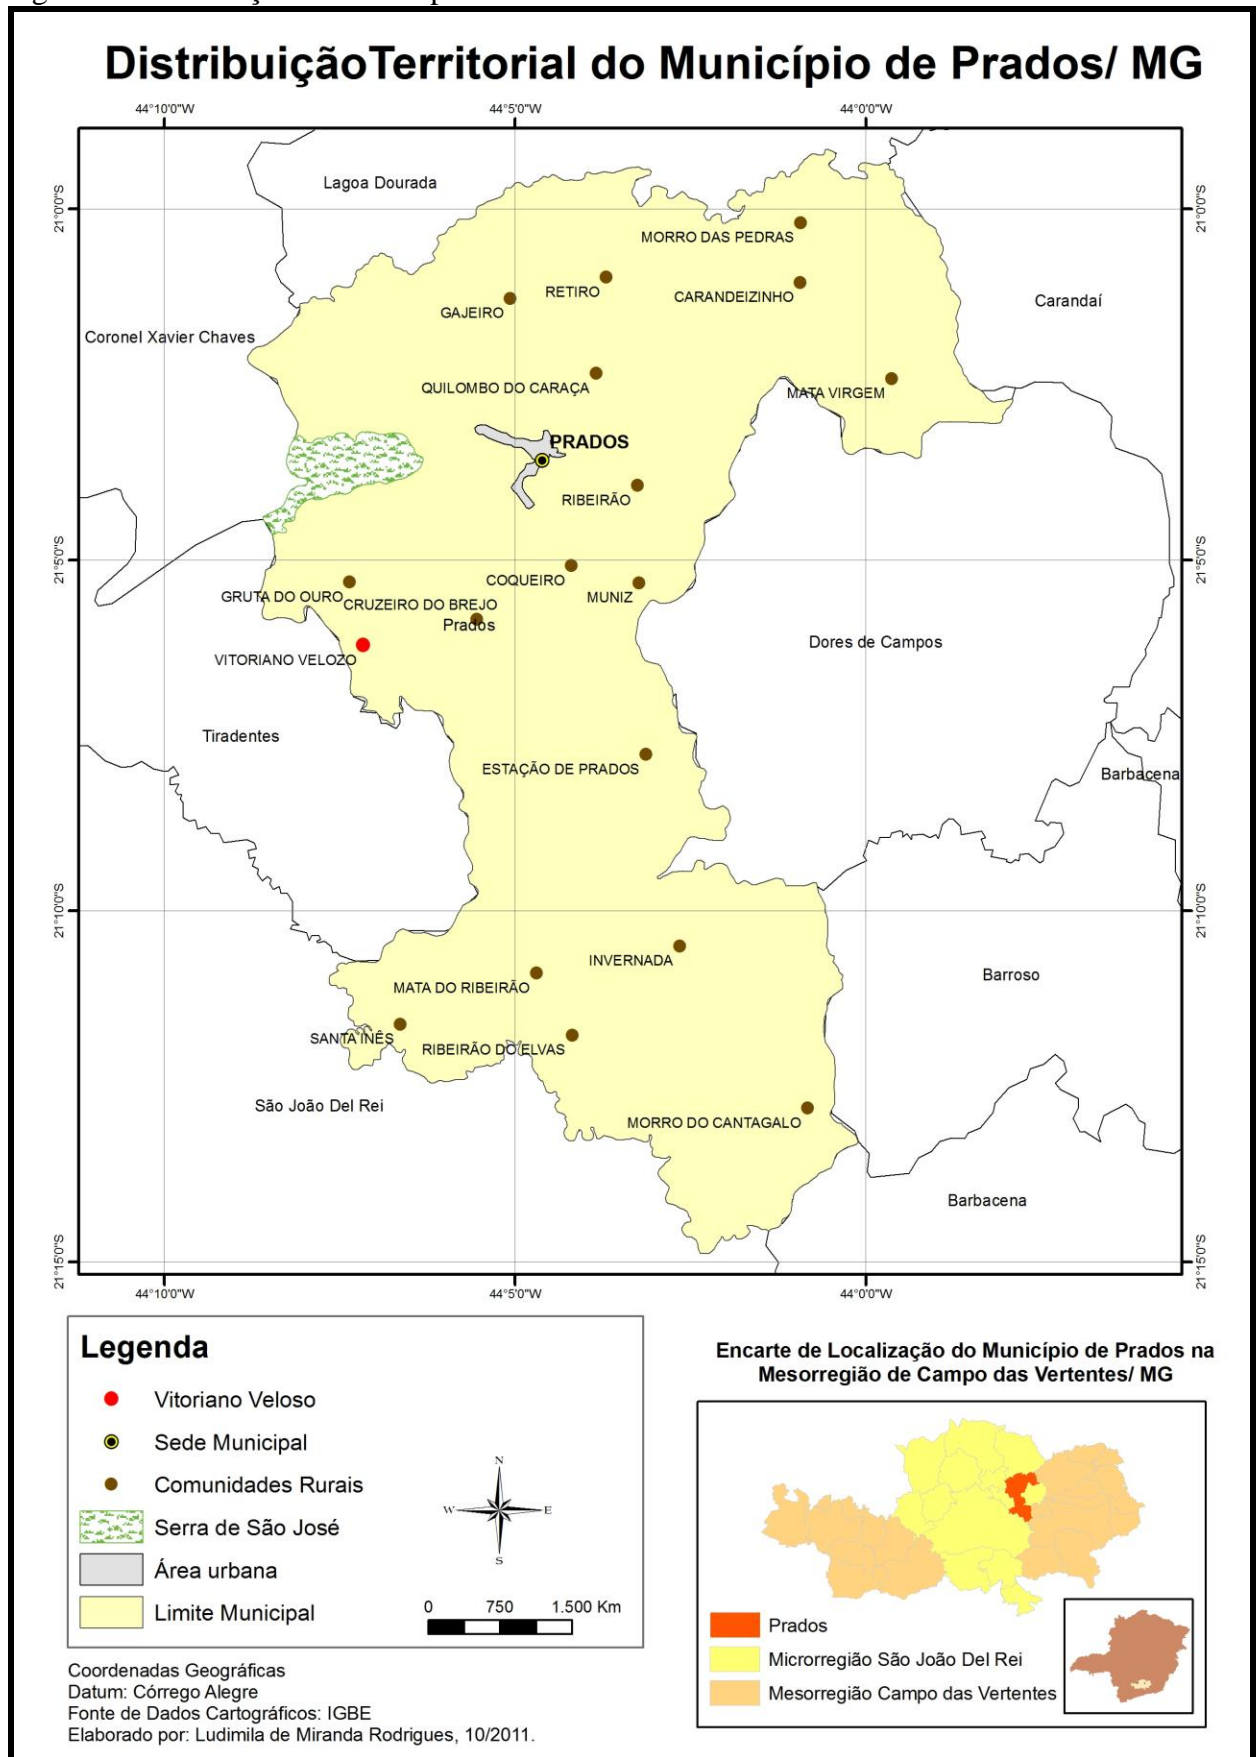 DistribuiçãoTerritorial do Município de Prados/ MG
44°10'0"W
44°5'0"W
44°0'0"W
21°0'0"S
21°0'0"S
Lagoa Dourada
MORRO DAS PEDRAS
RETIRO
CARANDEIZINHO
GAJEIRO
Carandaí
Coronel Xavier Chaves
QUILOMBO DO CARAÇA
MATA VIRGEM
PRADOS
RIBEIRÃO
21°5'0"S
21°5'0"S
COQUEIRO
GRUTA DO OURO
CRUZEIRO DO BREJO
MUNIZ
Prados
Dores de Campos
VITORIANO VELOZO
Tiradentes
ESTAÇÃO DE PRADOS
Barbacena
21°10'0"S
21°10'0"S
INVERNADA
Barroso
MATA DO RIBEIRÃO
SANTA INÊS
RIBEIRÃO DO ELVAS
São João Del Rei
MORRO DO CANTAGALO
Barbacena
21°15'0"S
21°15'0"S
44°10'0"W
44°5'0"W
44°0'0"W
Legenda
Vitoriano Veloso
Sede Municipal
Comunidades Rurais
Serra de São José
Área urbana
Limite Municipal
N
W
E
S
0 750 1.500 Km
Encarte de Localização do Município de Prados na
Mesorregião de Campo das Vertentes/ MG
Prados
Microrregião São João Del Rei
Mesorregião Campo das Vertentes
Coordenadas Geográficas
Datum: Córrego Alegre
Fonte de Dados Cartográficos: IGBE
Elaborado por: Ludimila de Miranda Rodrigues, 10/2011.